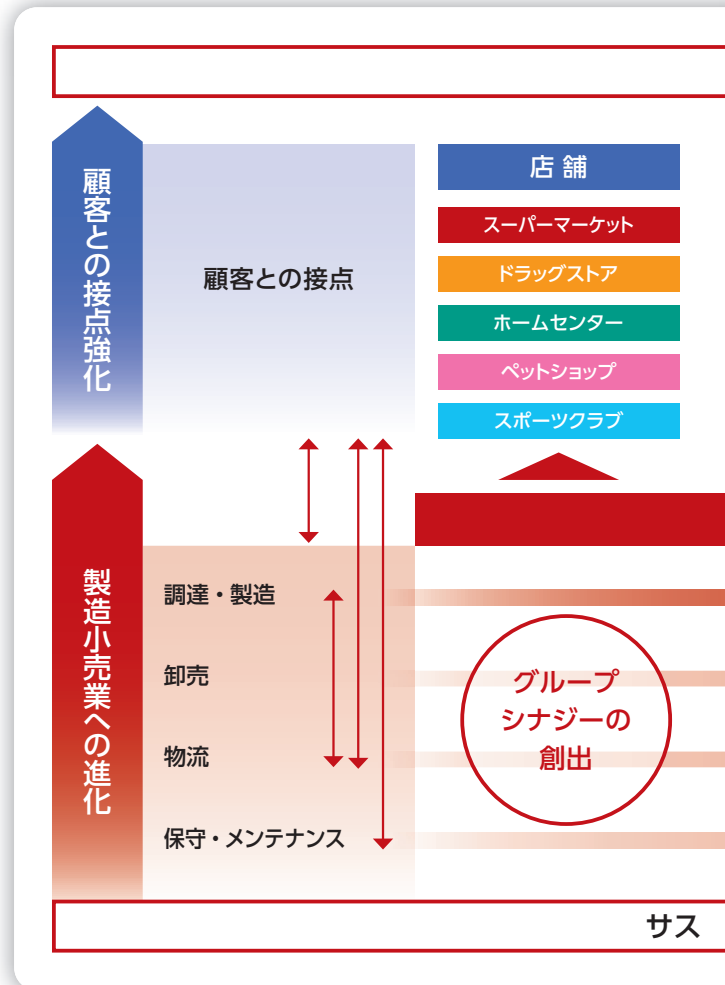 顧客との接点強化
顧客との接点
店舗
スーパーマーケット
ドラッグストア
ホームセンター
ペットショップ
スポーツクラブ
製造小売業への進化
調達・製造
卸売
物流
保守・メンテナンス
グループ
シナジーの
創出
サス